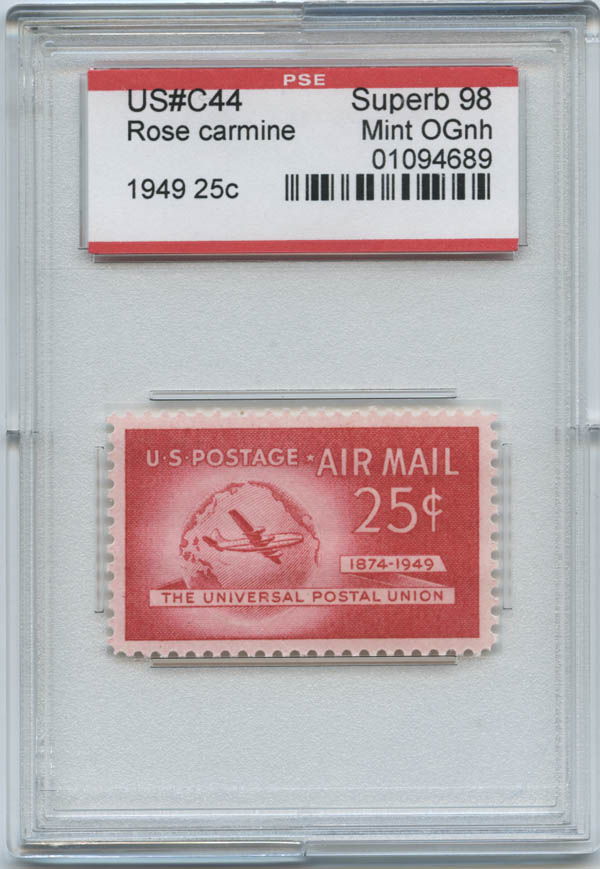 PSE
US#C44 Superb 98
Rose carmine Mint OGnh
01094689
1949 25c
U·S·POSTAGE ★ AIR MAIL
25¢
1874-1949
THE UNIVERSAL POSTAL UNION